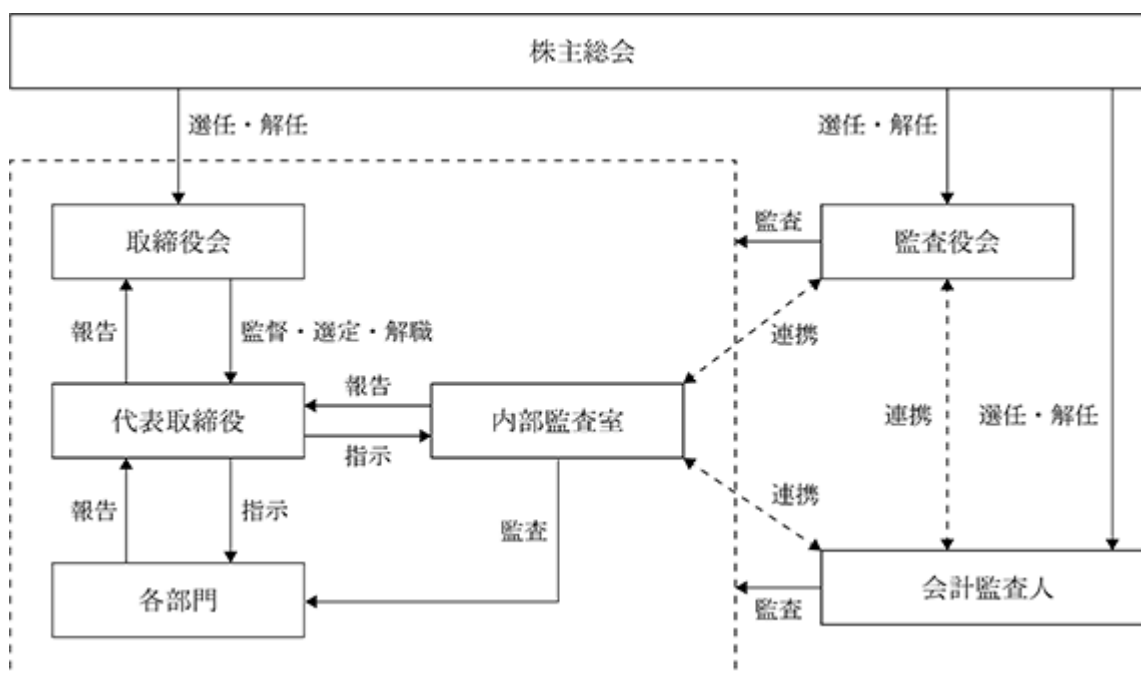 株主総会
選任・解任
選任・解任
取締役会
監査
監査役会
報告
監督・選定・解職
連携
代表取締役
報告
指示
内部監査室
連携
選任・解任
報告
指示
監査
連携
各部門
監査
会計監査人